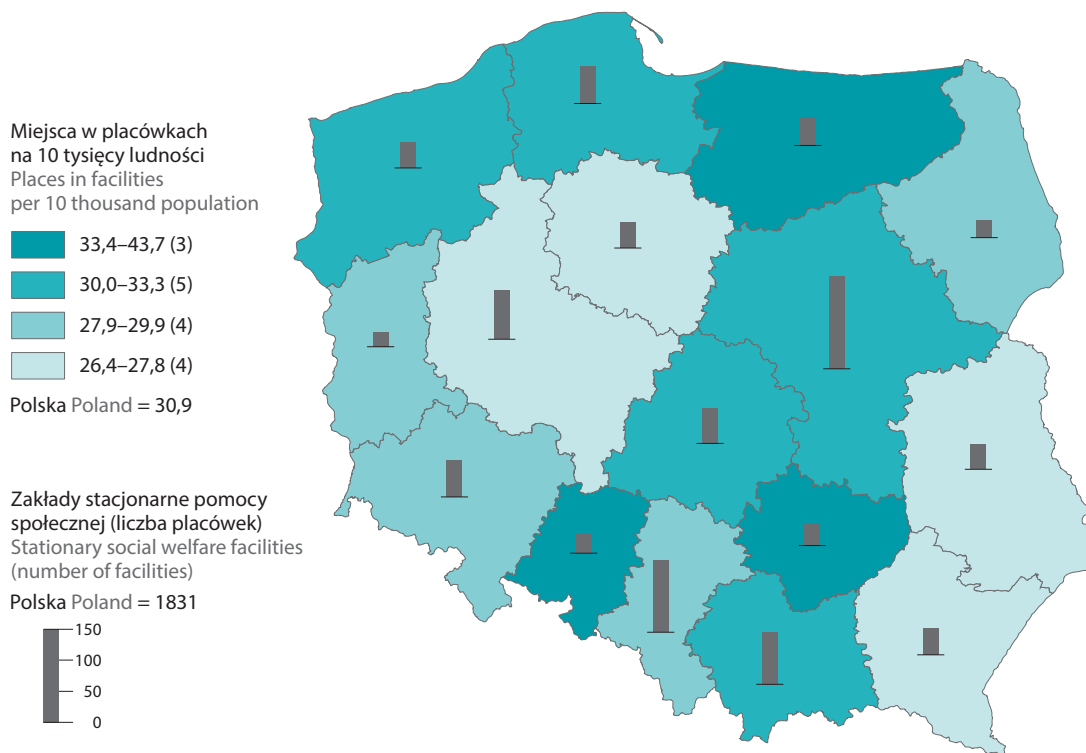 Miejsca w placówkach
na 10 tysięcy ludności
Places in facilities
per 10 thousand population
33,4–43,7 (3)
30,0–33,3 (5)
27,9–29,9 (4)
26,4–27,8 (4)
Polska Poland = 30,9
Zakłady stacjonarne pomocy
społecznej (liczba placówek)
Stationary social welfare facilities
(number of facilities)
Polska Poland = 1831
150
100
50
0